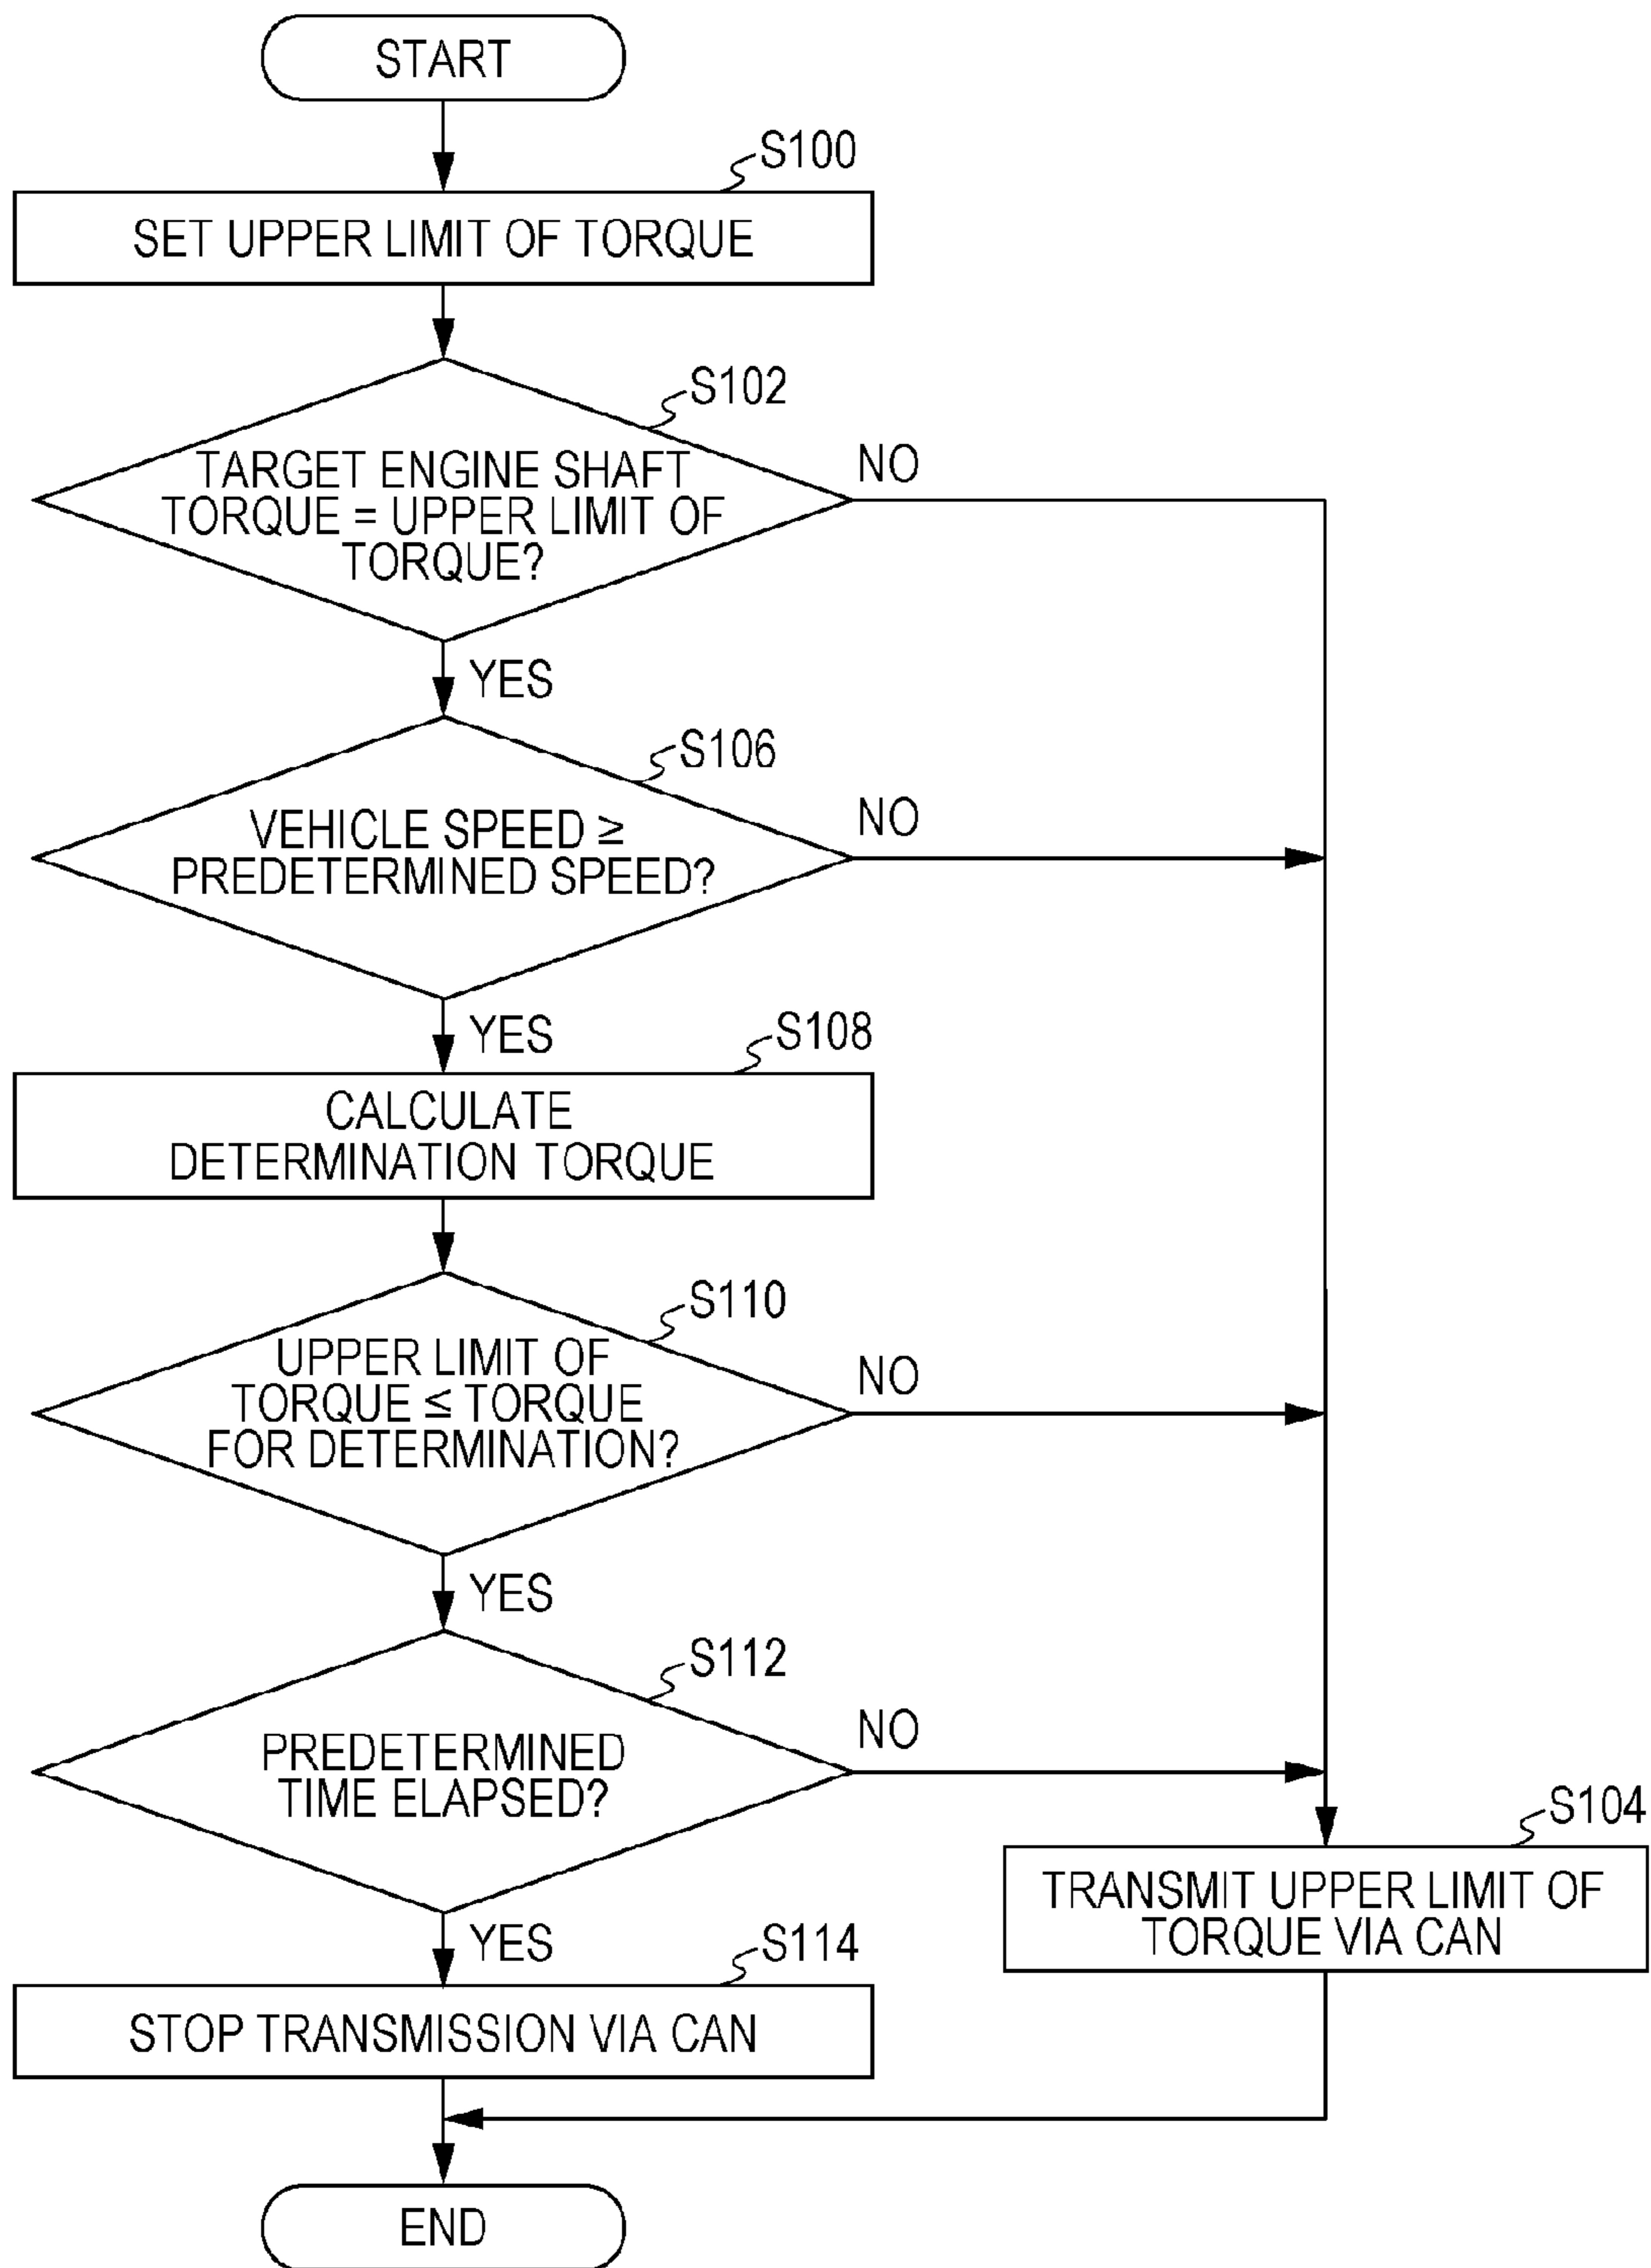 START
S100
SET UPPER LIMIT OF TORQUE
S102
TARGET ENGINE SHAFT
TORQUE = UPPER LIMIT OF
TORQUE?
NO
YES
S106
VEHICLE SPEED ≥
PREDETERMINED SPEED?
NO
YES
S108
CALCULATE
DETERMINATION TORQUE
S110
UPPER LIMIT OF
TORQUE ≤ TORQUE
FOR DETERMINATION?
NO
YES
S112
PREDETERMINED
TIME ELAPSED?
NO
S104
TRANSMIT UPPER LIMIT OF
TORQUE VIA CAN
YES
S114
STOP TRANSMISSION VIA CAN
END